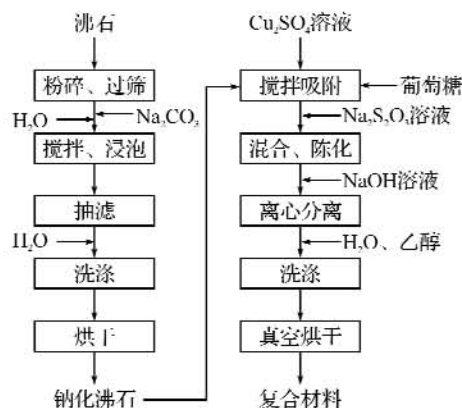 沸石
Cu₂SO₄溶液
粉碎、过筛
搅拌吸附
葡萄糖
H₂O
Na₂CO₃
Na₂S₂O₃溶液
搅拌、浸泡
混合、陈化
NaOH溶液
抽滤
离心分离
H₂O
H₂O、乙醇
洗涤
洗涤
烘干
真空烘干
钠化沸石
复合材料